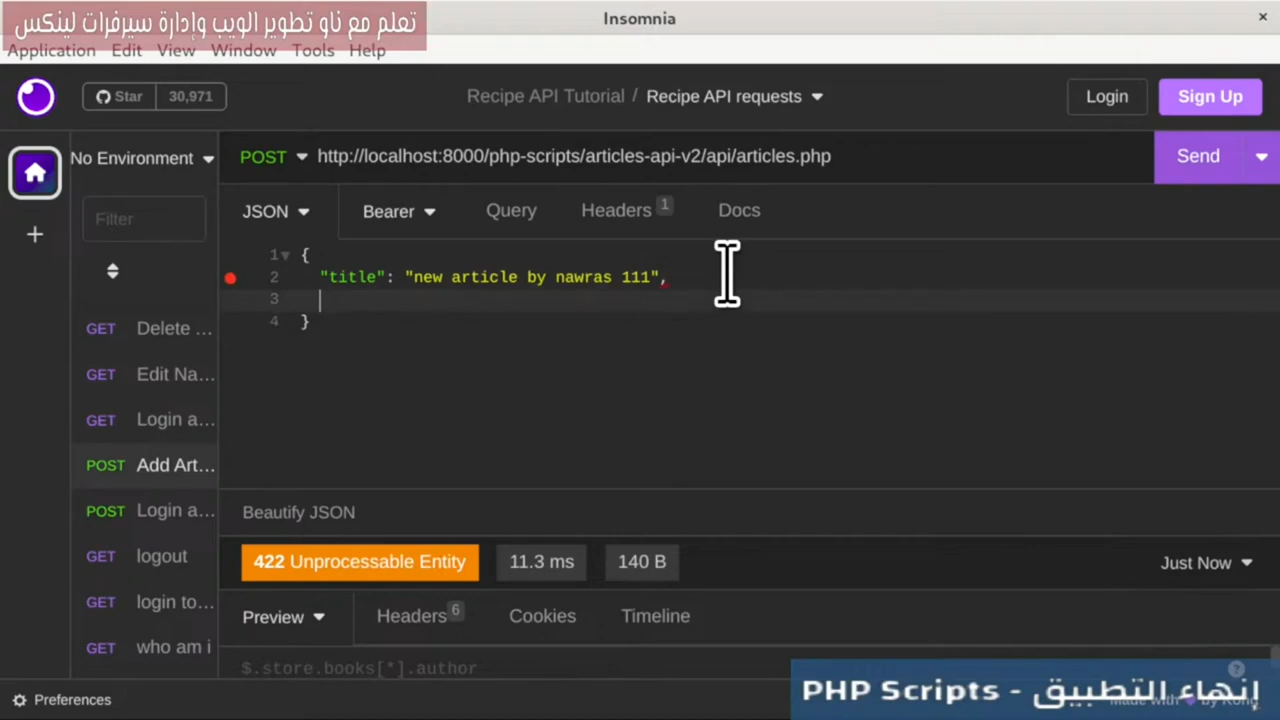 Insomnia
×
تعلم مع ناو تطوير الويب وإدارة سيرفرات لينكس
Application Edit View Window Tools Help
Star 30,971
Recipe API Tutorial / Recipe API requests
Login
Sign Up
No Environment
POST http://localhost:8000/php-scripts/articles-api-v2/api/articles.php
Send
Filter
JSON
Bearer
Query
Headers 1
Docs
1 {
2 "title": "new article by nawras 111",
3
4 }
GET Delete ...
GET Edit Na...
GET Login a...
POST Add Art...
POST Login a...
GET logout
GET login to...
GET who am i
Beautify JSON
422 Unprocessable Entity
11.3 ms
140 B
Just Now
Preview
Headers 6
Cookies
Timeline
$.store.books[*].author
?
Preferences
إنهاء التطبيق - PHP Scripts
Made with by Kong